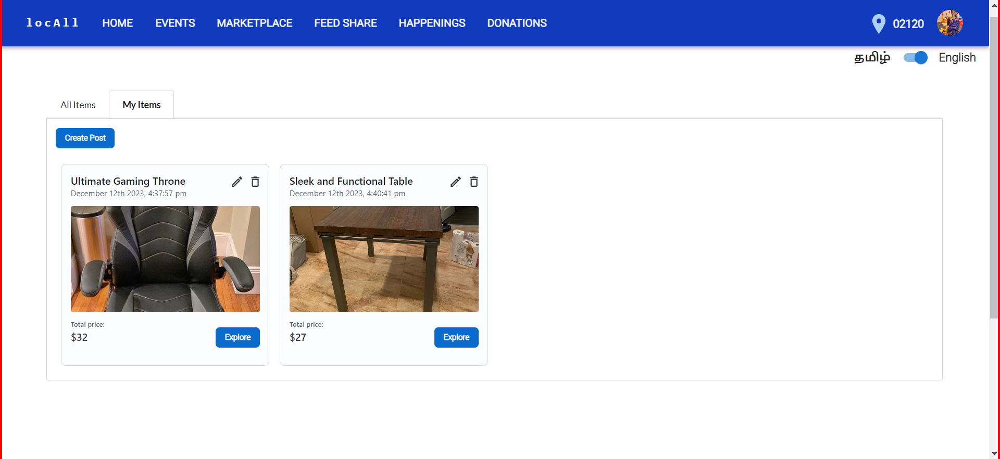 locAll HOME EVENTS MARKETPLACE FEED SHARE HAPPENINGS DONATIONS 02120
தமிழ் English
All Items My Items
Create Post
Ultimate Gaming Throne
December 12th 2023, 4:37:57 pm
Total price:
$32
Explore
Sleek and Functional Table
December 12th 2023, 4:40:41 pm
Total price:
$27
Explore